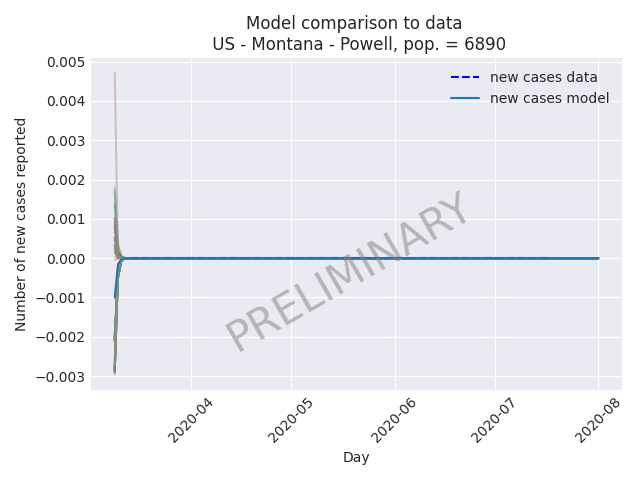 Model comparison to data
US - Montana - Powell, pop. = 6890
new cases data
new cases model
Number of new cases reported
0.005
0.004
0.003
0.002
0.001
0.000
−0.001
−0.002
−0.003
PRELIMINARY
2020-04
2020-05
2020-06
2020-07
2020-08
Day